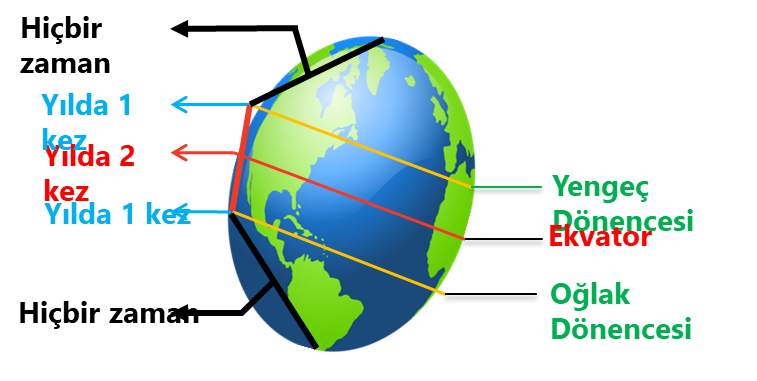 Hiçbir
zaman
Yılda 1
kez
Yılda 2
kez
Yılda 1 kez
Hiçbir zaman
Yengeç
Dönencesi
Ekvator
Oğlak
Dönencesi